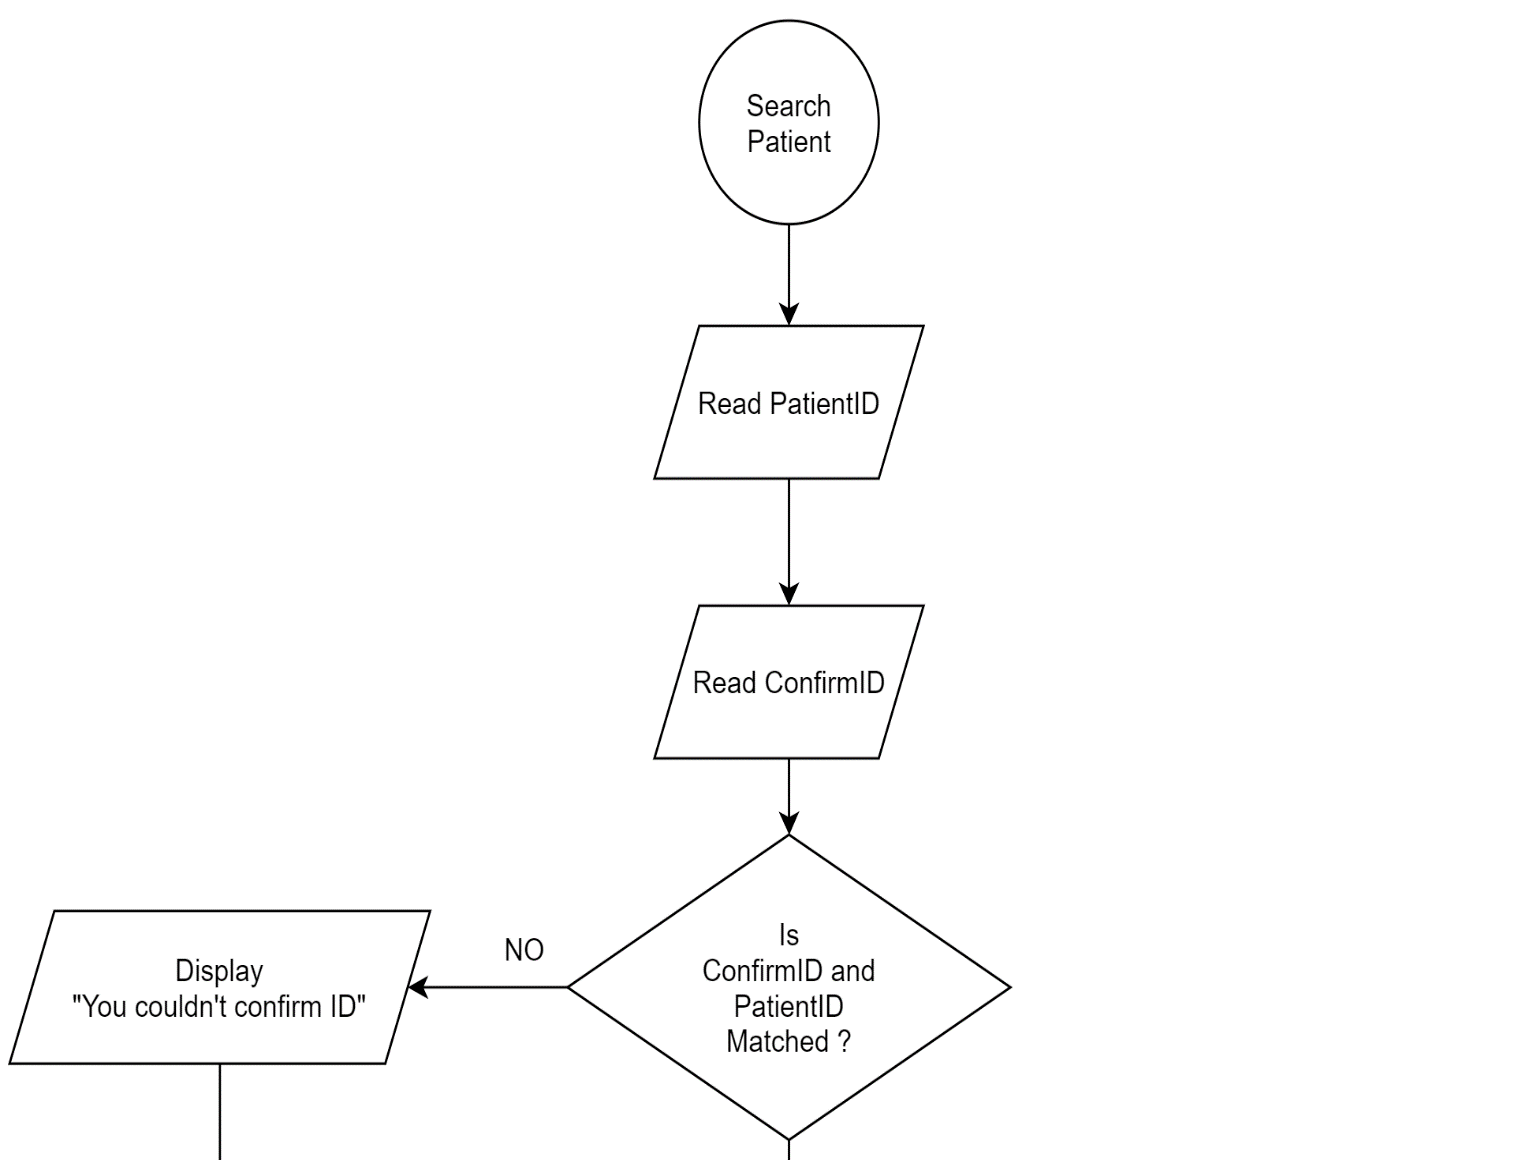 Search
Patient
Read PatientID
Read ConfirmID
Is
ConfirmID and
PatientID
Matched ?
NO
Display
"You couldn't confirm ID"